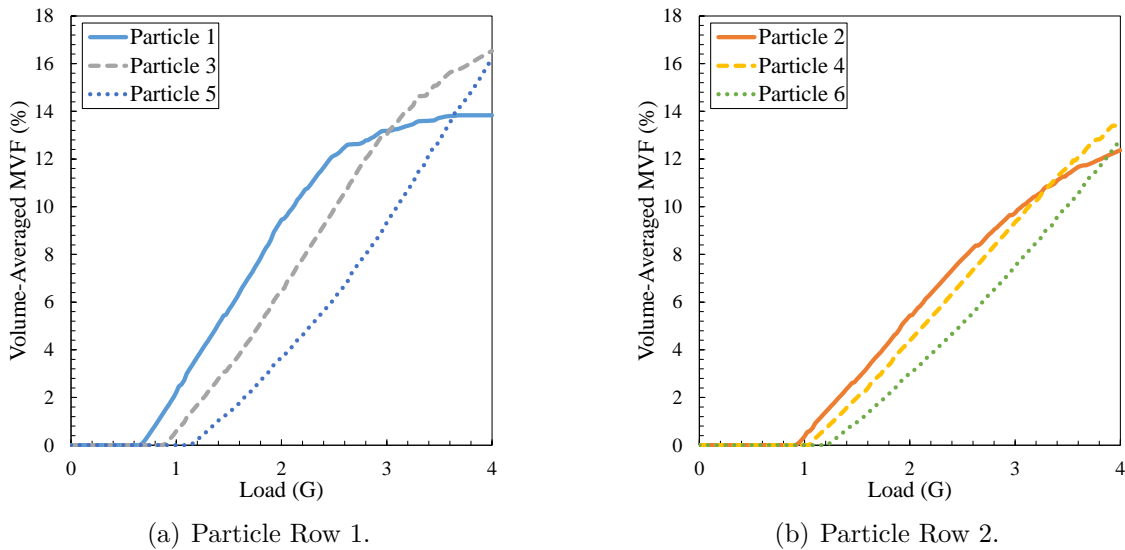 18
16
14
12
10
8
6
4
2
0
Volume-Averaged MVF (%)
Particle 1
Particle 3
Particle 5
0 1 2 3 4
Load (G)
(a) Particle Row 1.
18
16
14
12
10
8
6
4
2
0
Volume-Averaged MVF (%)
Particle 2
Particle 4
Particle 6
0 1 2 3 4
Load (G)
(b) Particle Row 2.